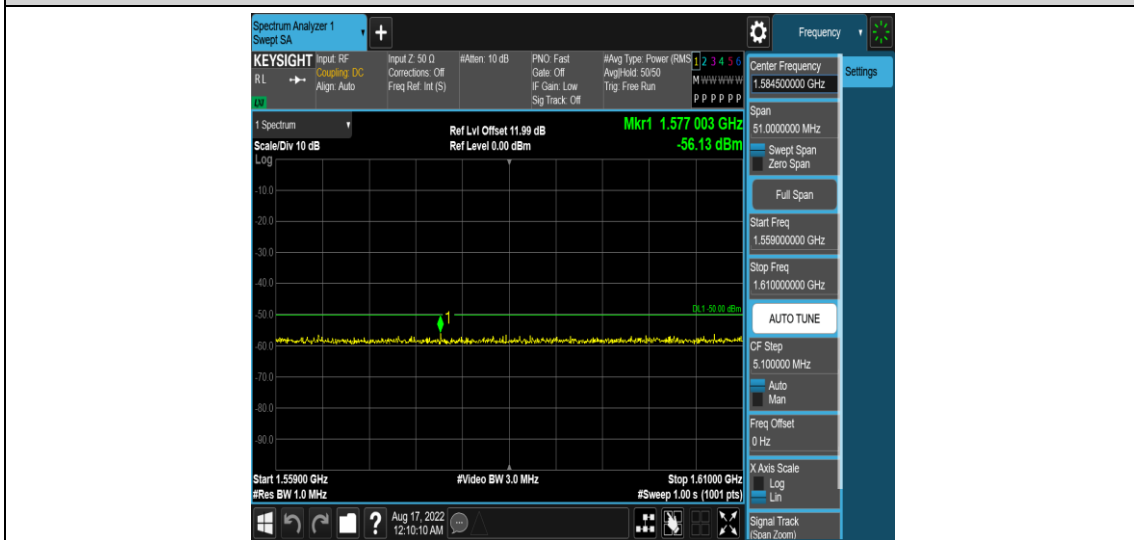 Spectrum Analyzer 1
Swept SA
+
Frequency
KEYSIGHT
RL
Input: RF
Coupling: DC
Align: Auto
Input Z: 50 Ω
Corrections: Off
Freq Ref: Int (S)
#Atten: 10 dB
PNO: Fast
Gate: Off
IF Gain: Low
Sig Track: Off
#Avg Type: Power (RMS
Avg|Hold: 50/50
Trig: Free Run
1 2 3 4 5 6
M W W W W W
P P P P P P
1 Spectrum
Scale/Div 10 dB
Ref Lvl Offset 11.99 dB
Ref Level 0.00 dBm
Mkr1 1.577 003 GHz
-56.13 dBm
Log
-10.0
-20.0
-30.0
-40.0
-50.0
-60.0
-70.0
-80.0
-90.0
DL1 -50.00 dBm
1
Start 1.55900 GHz
#Res BW 1.0 MHz
#Video BW 3.0 MHz
Stop 1.61000 GHz
#Sweep 1.00 s (1001 pts)
?
Aug 17, 2022
12:10:10 AM
Center Frequency
1.584500000 GHz
Settings
Span
51.0000000 MHz
Swept Span
Zero Span
Full Span
Start Freq
1.559000000 GHz
Stop Freq
1.610000000 GHz
AUTO TUNE
CF Step
5.100000 MHz
Auto
Man
Freq Offset
0 Hz
X Axis Scale
Log
Lin
Signal Track
(Span Zoom)